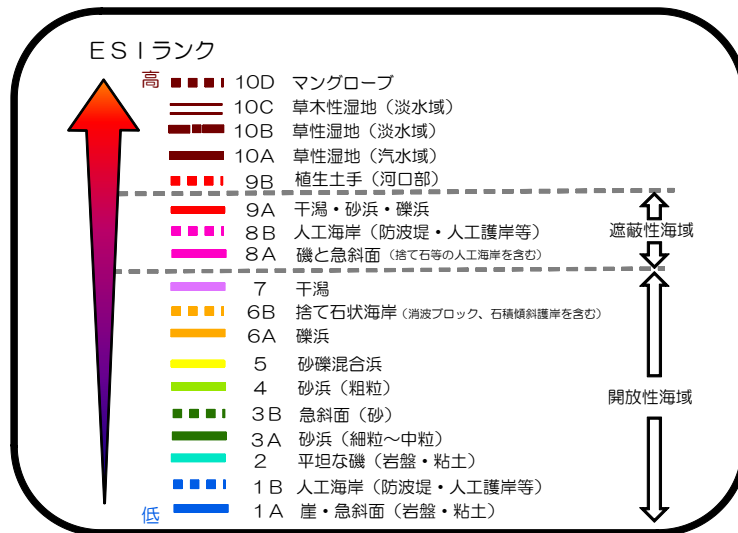 ESIランク
高
10D マングローブ
10C 草木性湿地（淡水域）
10B 草性湿地（淡水域）
10A 草性湿地（汽水域）
9B 植生土手（河口部）
9A 干潟・砂浜・礫浜
8B 人工海岸（防波堤・人工護岸等）
遮蔽性海域
8A 磯と急斜面（捨て石等の人工海岸を含む）
7 干潟
6B 捨て石状海岸（消波ブロック、石積傾斜護岸を含む）
6A 礫浜
5 砂礫混合浜
4 砂浜（粗粒）
開放性海域
3B 急斜面（砂）
3A 砂浜（細粒～中粒）
2 平坦な磯（岩盤・粘土）
1B 人工海岸（防波堤・人工護岸等）
1A 崖・急斜面（岩盤・粘土）
低